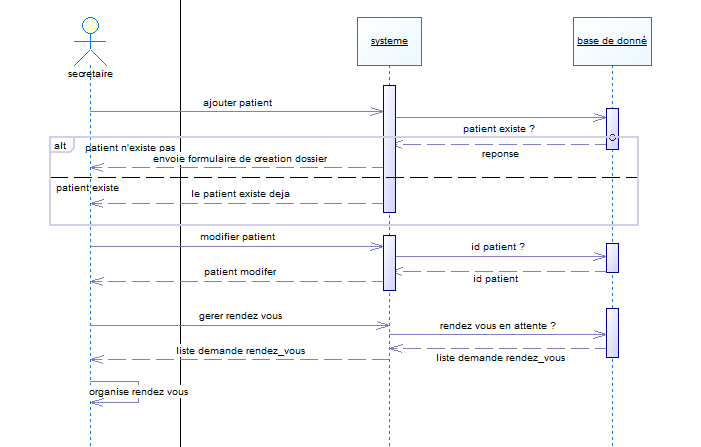 systeme
base de donné
secretaire
ajouter patient
patient existe ?
alt
patient n'existe pas
reponse
envoie formulaire de creation dossier
patient existe
le patient existe deja
modifier patient
id patient ?
patient modifer
id patient
gerer rendez vous
rendez vous en attente ?
liste demande rendez_vous
liste demande rendez_vous
organise rendez vous